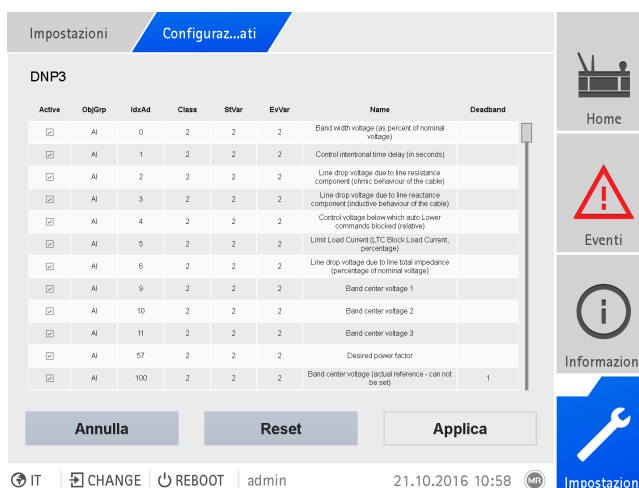 Impostazioni
Configuraz...ati
DNP3
Active ObjGrp IdxAd Class StVar EvVar Name Deadband
AI 0 2 2 2 Band width voltage (as percent of nominal
voltage)
AI 1 2 2 2 Control intentional time delay (in seconds)
AI 2 2 2 2 Line drop voltage due to line resistance
component (ohmic behaviour of the cable)
AI 3 2 2 2 Line drop voltage due to line reactance
component (inductive behaviour of the cable)
AI 4 2 2 2 Control voltage below which auto Lower
commands blocked (relative)
AI 5 2 2 2 Limit Load Current (LTC Block Load Current,
percentage)
AI 6 2 2 2 Line drop voltage due to line total impedance
(percentage of nominal voltage)
AI 9 2 2 2 Band center voltage 1
AI 10 2 2 2 Band center voltage 2
AI 11 2 2 2 Band center voltage 3
AI 57 2 2 2 Desired power factor
AI 100 2 2 2 Band center voltage (actual reference - can not
be set) 1
Annulla
Reset
Applica
IT
CHANGE
REBOOT
admin
21.10.2016 10:58
MR
Home
Eventi
Informazion
Impostazion